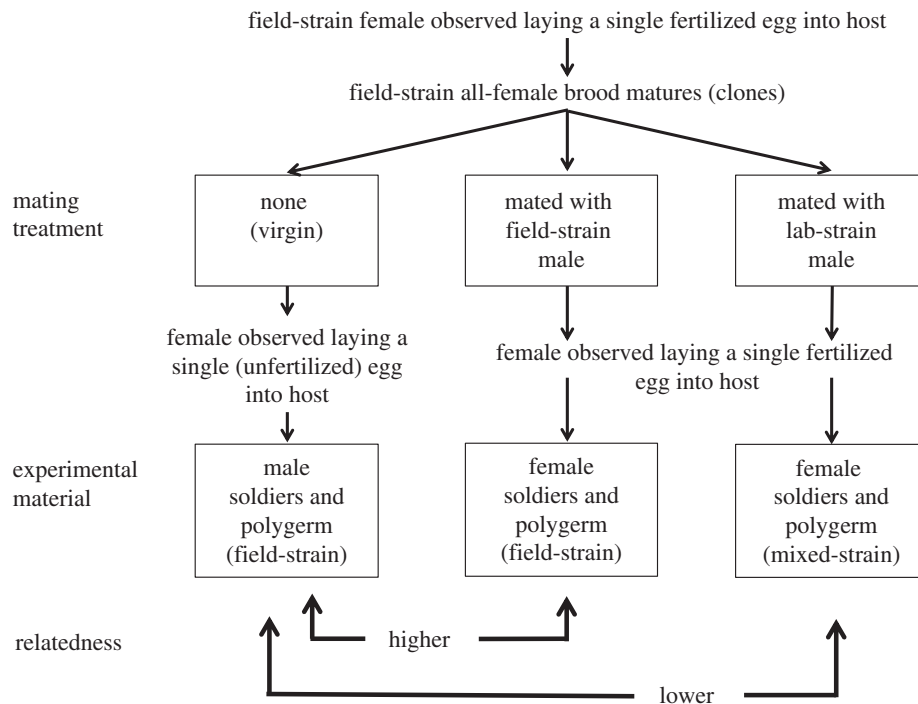 field-strain female observed laying a single fertilized egg into host
field-strain all-female brood matures (clones)
mating
treatment
none
(virgin)
mated with
field-strain
male
mated with
lab-strain
male
female observed laying a
single (unfertilized) egg
into host
female observed laying a single fertilized
egg into host
experimental
material
male
soldiers and
polygerm
(field-strain)
female
soldiers and
polygerm
(field-strain)
female
soldiers and
polygerm
(mixed-strain)
relatedness
higher
lower